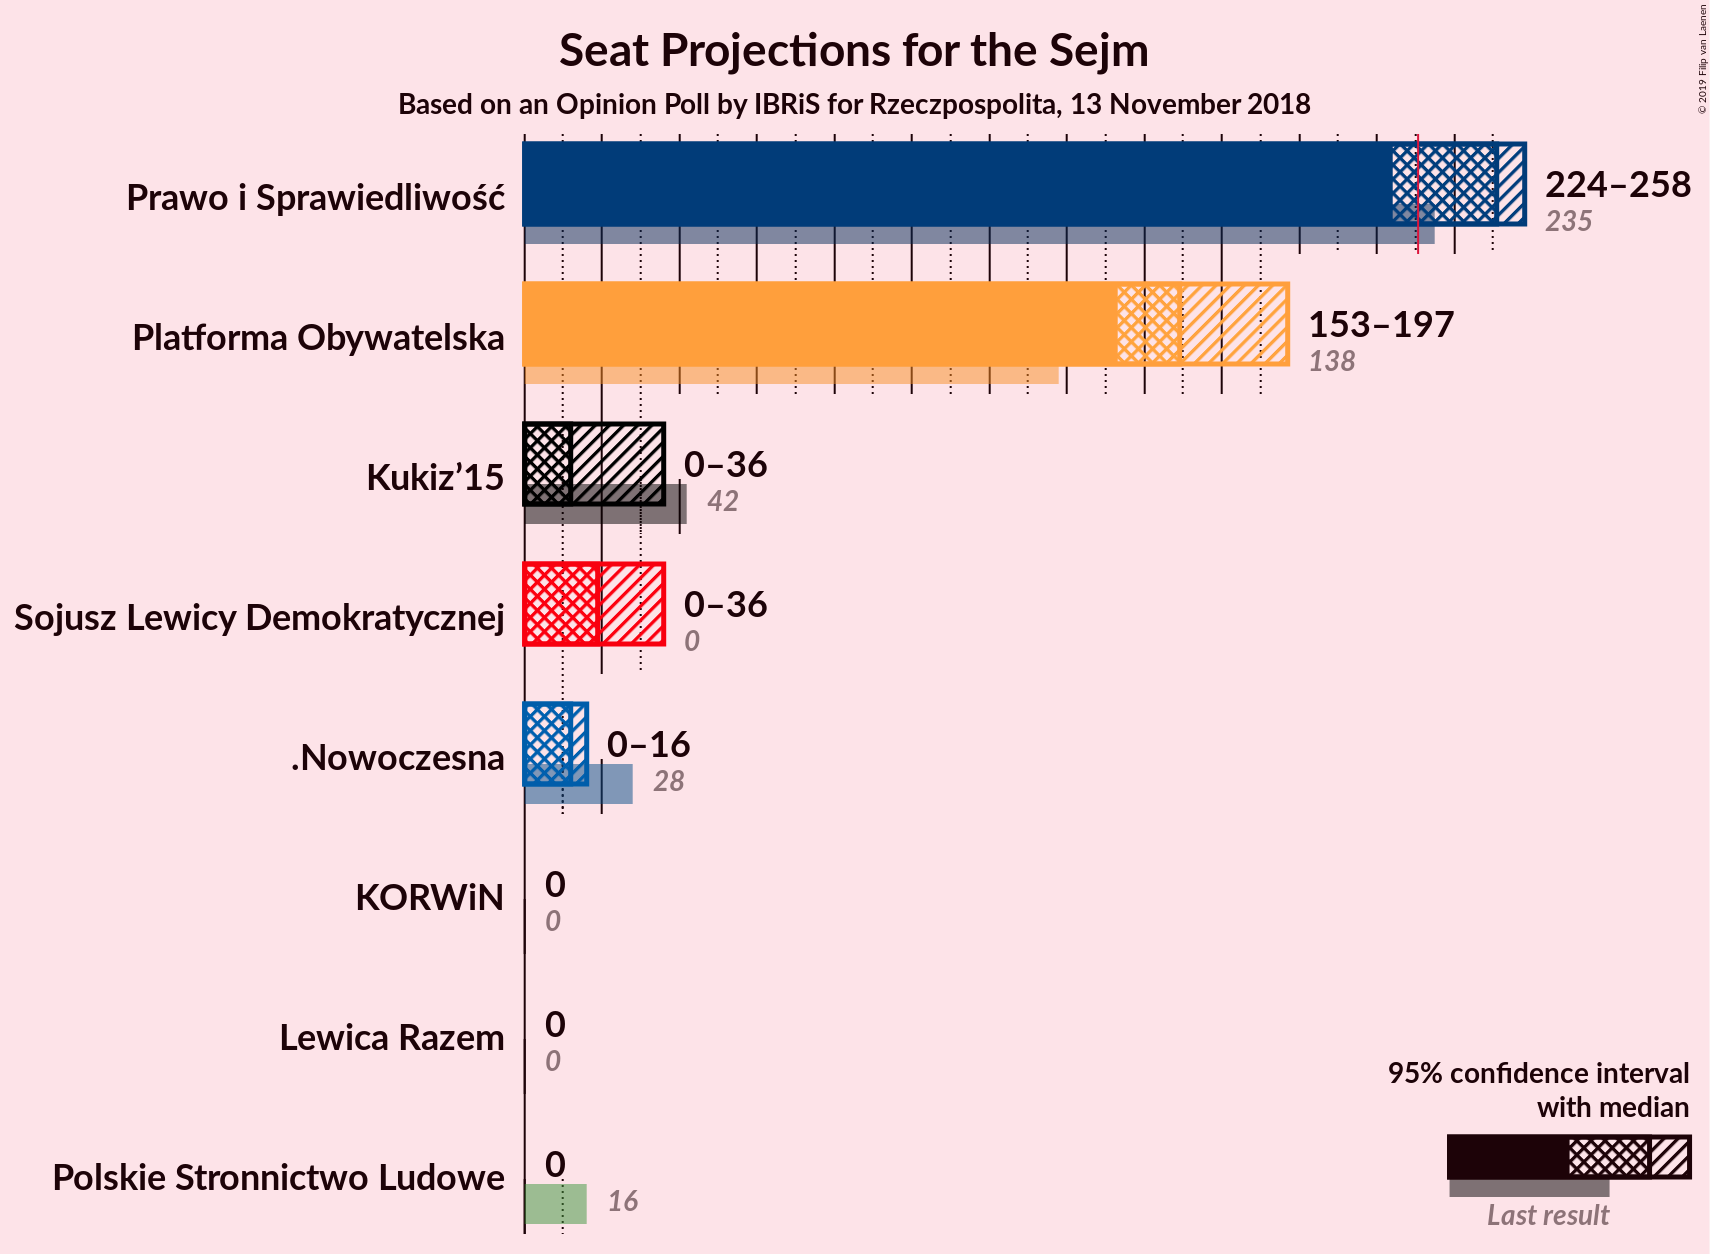 Seat Projections for the Sejm
Based on an Opinion Poll by IBRiS for Rzeczpospolita, 13 November 2018
© 2019 Filip van Laenen
Prawo i Sprawiedliwość
224–258
235
Platforma Obywatelska
153–197
138
Kukiz’15
0–36
42
Sojusz Lewicy Demokratycznej
0–36
0
.Nowoczesna
0–16
28
KORWiN
0
0
Lewica Razem
0
0
Polskie Stronnictwo Ludowe
0
16
95% confidence interval
with median
Last result